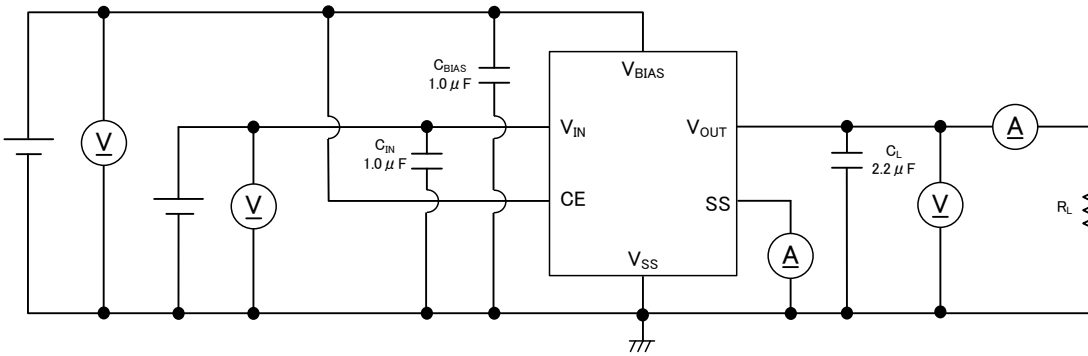 C_BIAS
1.0 μF
V_BIAS
V
V_IN
V_OUT
A
C_IN
1.0 μF
C_L
2.2 μF
V
CE
SS
V
R_L
A
V_SS